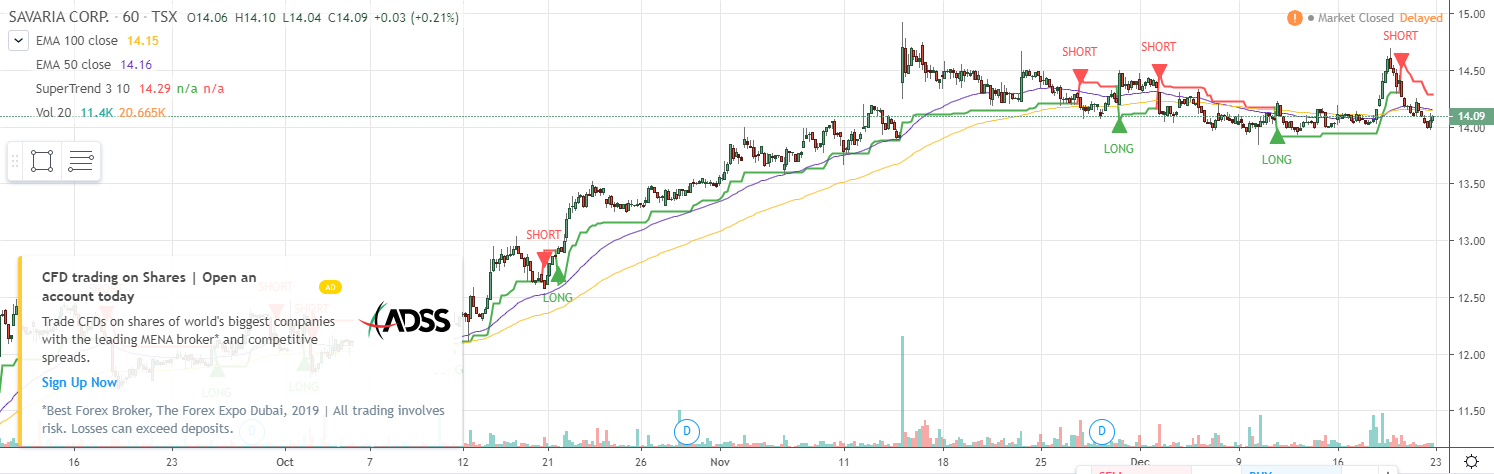 SAVARIA CORP. · 60 · TSX O14.06 H14.10 L14.04 C14.09 +0.03 (+0.21%)
Market Closed Delayed
EMA 100 close 14.15
EMA 50 close 14.16
SuperTrend 3 10 14.29 n/a n/a
Vol 20 11.4K 20.665K
SHORT
SHORT
SHORT
LONG
LONG
SHORT
LONG
15.00
14.50
14.09
14.00
13.50
13.00
12.50
12.00
11.50
CFD trading on Shares | Open an
account today
AD
Trade CFDs on shares of world's biggest companies
with the leading MENA broker* and competitive
spreads.
ADSS
Sign Up Now
*Best Forex Broker, The Forex Expo Dubai, 2019 | All trading involves
risk. Losses can exceed deposits.
SHORT
SHORT
LONG
LONG
D
D
D
16 23 Oct 7 12 21 26 Nov 11 18 25 Dec 9 16 23